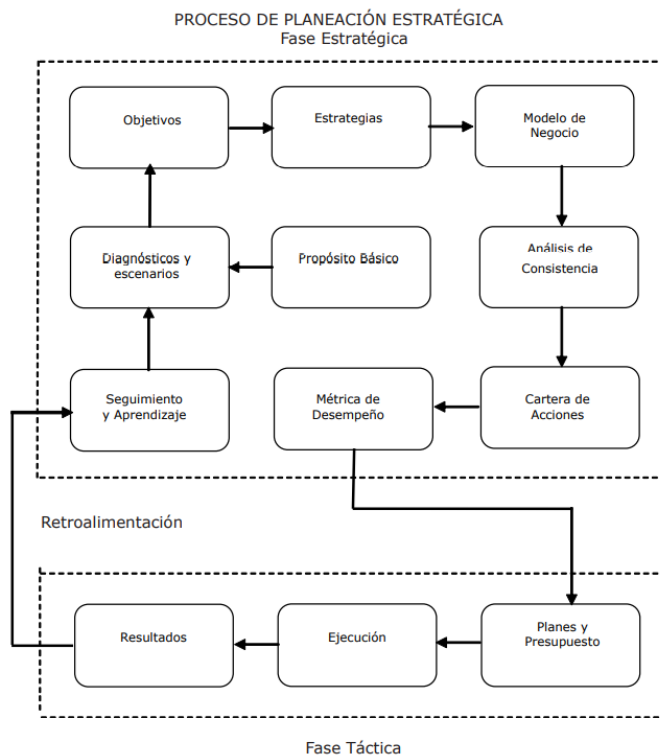 PROCESO DE PLANEACIÓN ESTRATÉGICA
Fase Estratégica
Objetivos
Estrategias
Modelo de
Negocio
Diagnósticos y
escenarios
Propósito Básico
Análisis de
Consistencia
Seguimiento
y Aprendizaje
Métrica de
Desempeño
Cartera de
Acciones
Retroalimentación
Resultados
Ejecución
Planes y
Presupuesto
Fase Táctica